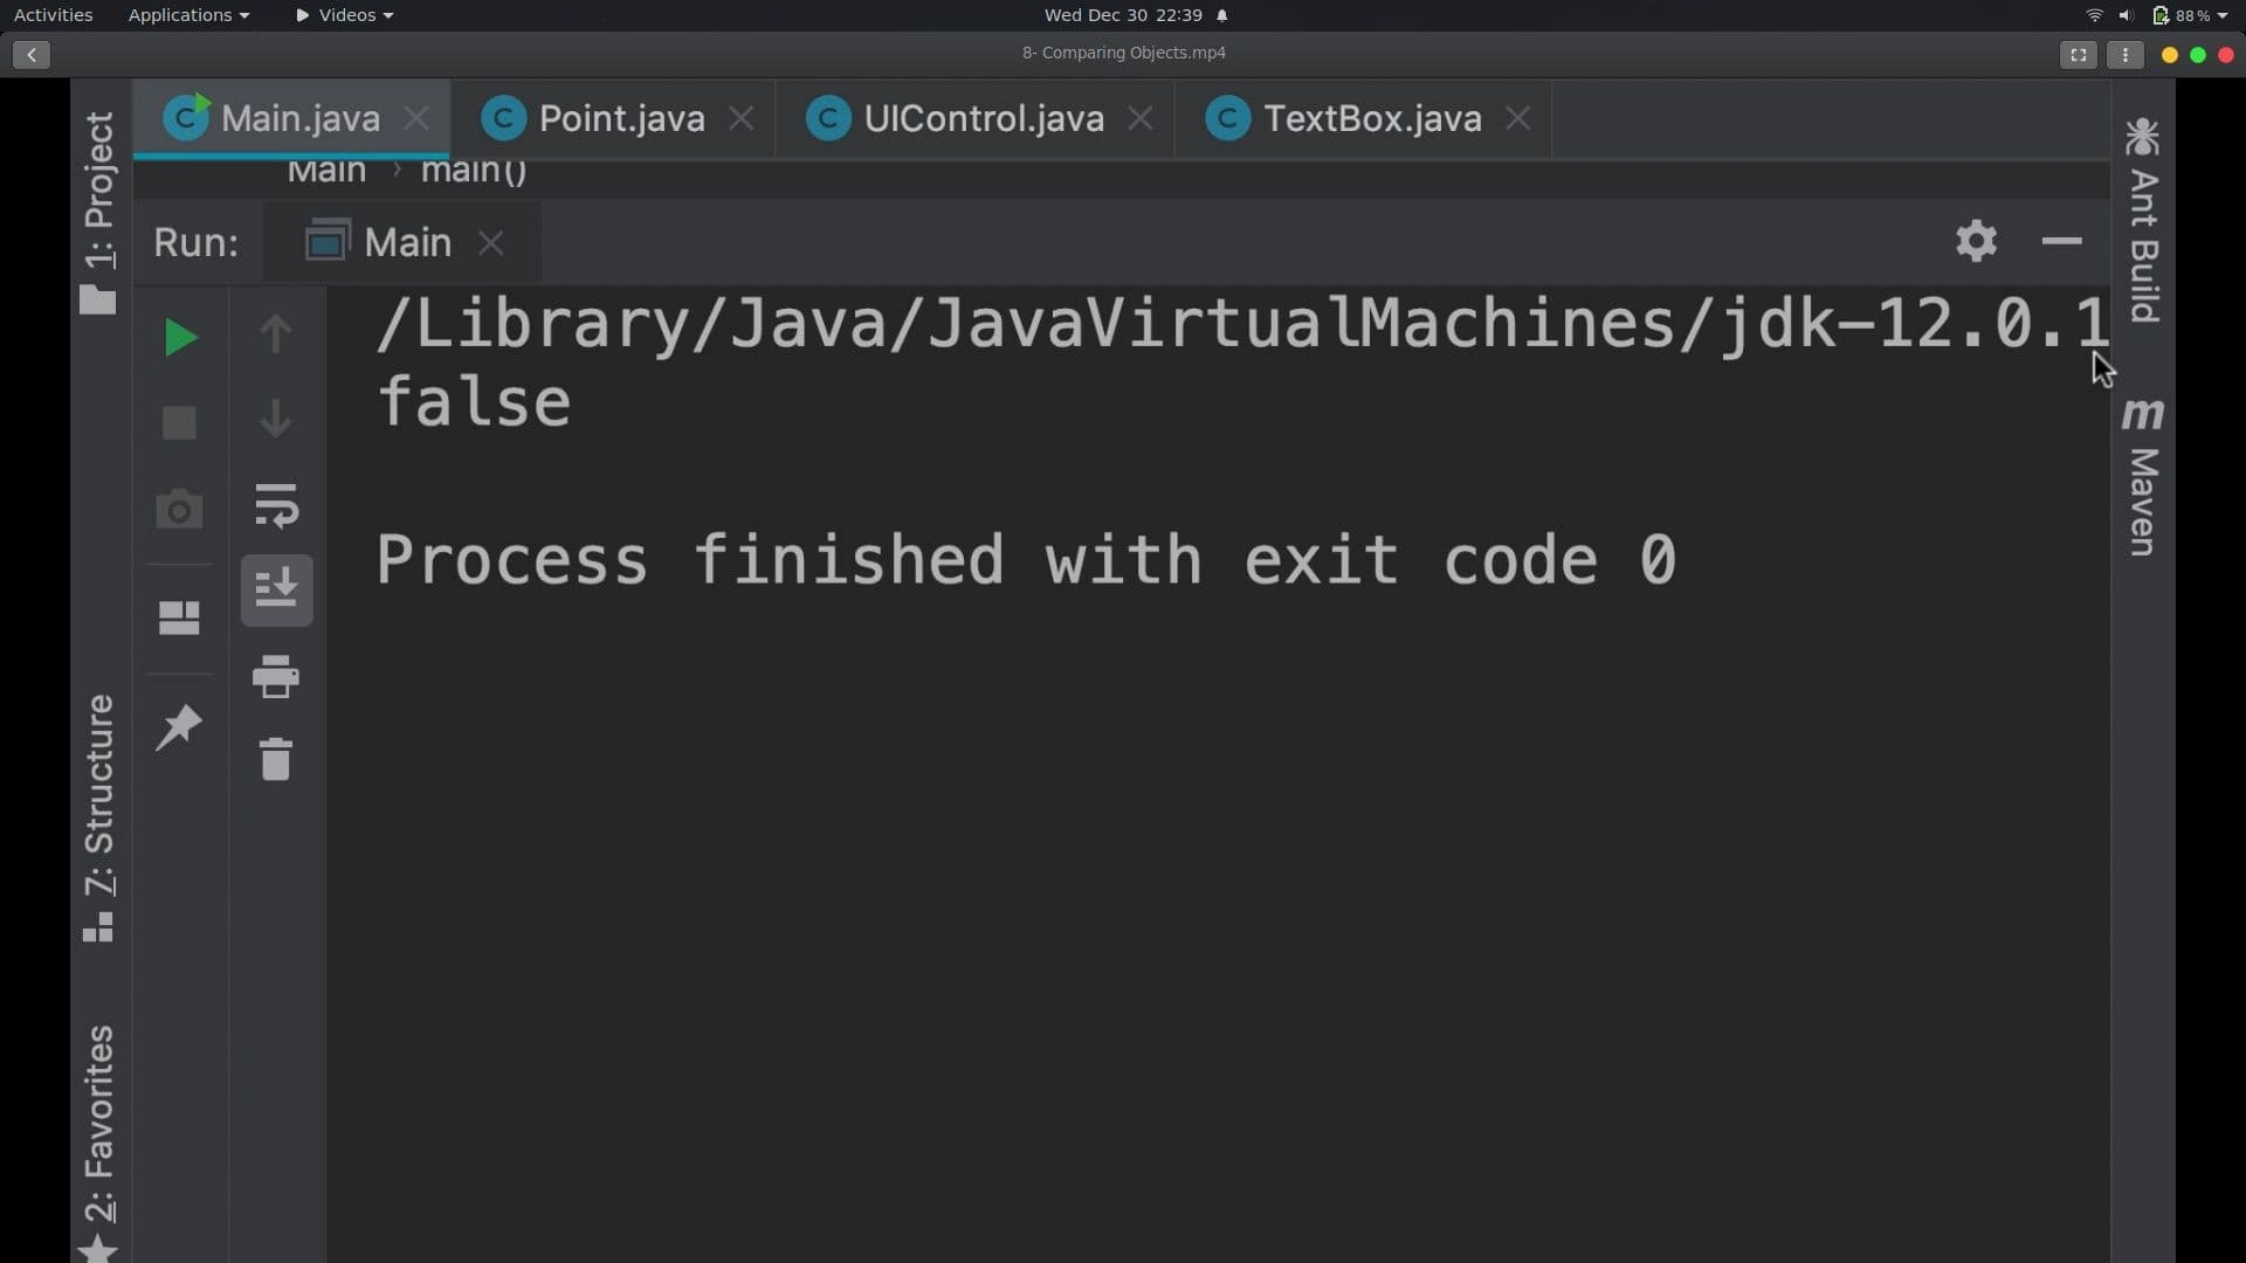 Activities Applications Videos Wed Dec 30 22:39 88 %
8- Comparing Objects.mp4
Main.java Point.java UIControl.java TextBox.java
Main › main()
Run: Main
/Library/Java/JavaVirtualMachines/jdk-12.0.1
false
Process finished with exit code 0
1: Project
7: Structure
2: Favorites
Ant Build
m Maven